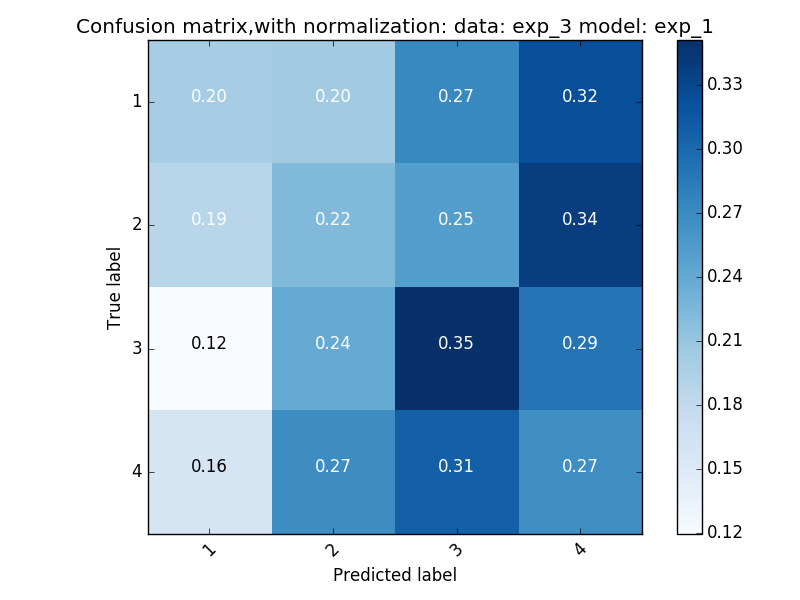 Confusion matrix,with normalization: data: exp_3 model: exp_1
1 0.20 0.20 0.27 0.32
2 0.19 0.22 0.25 0.34
3 0.12 0.24 0.35 0.29
4 0.16 0.27 0.31 0.27
True label
1 2 3 4
Predicted label
0.33
0.30
0.27
0.24
0.21
0.18
0.15
0.12